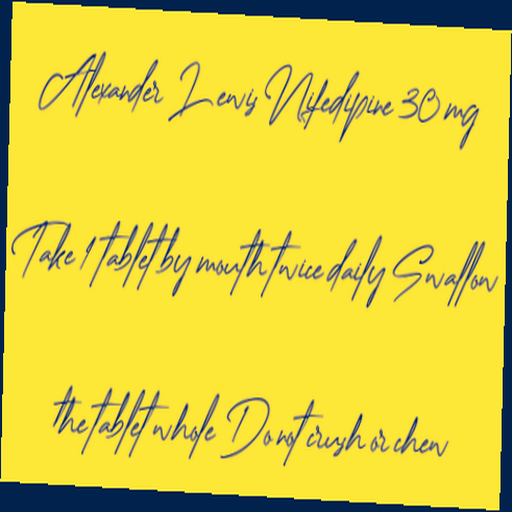 Alexander Lewis Nifedipine 30 mg
Take 1 tablet by mouth twice daily Swallow
the tablet whole Do not crush or chew